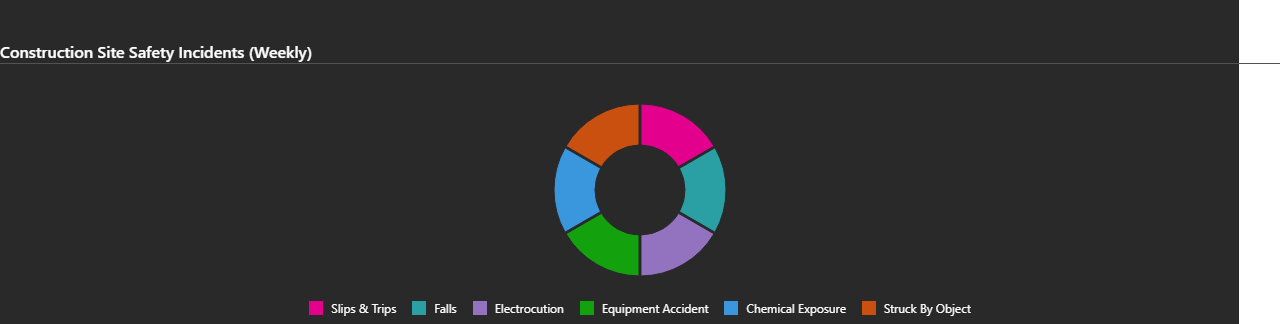 Construction Site Safety Incidents (Weekly)
Slips & Trips Falls Electrocution Equipment Accident Chemical Exposure Struck By Object